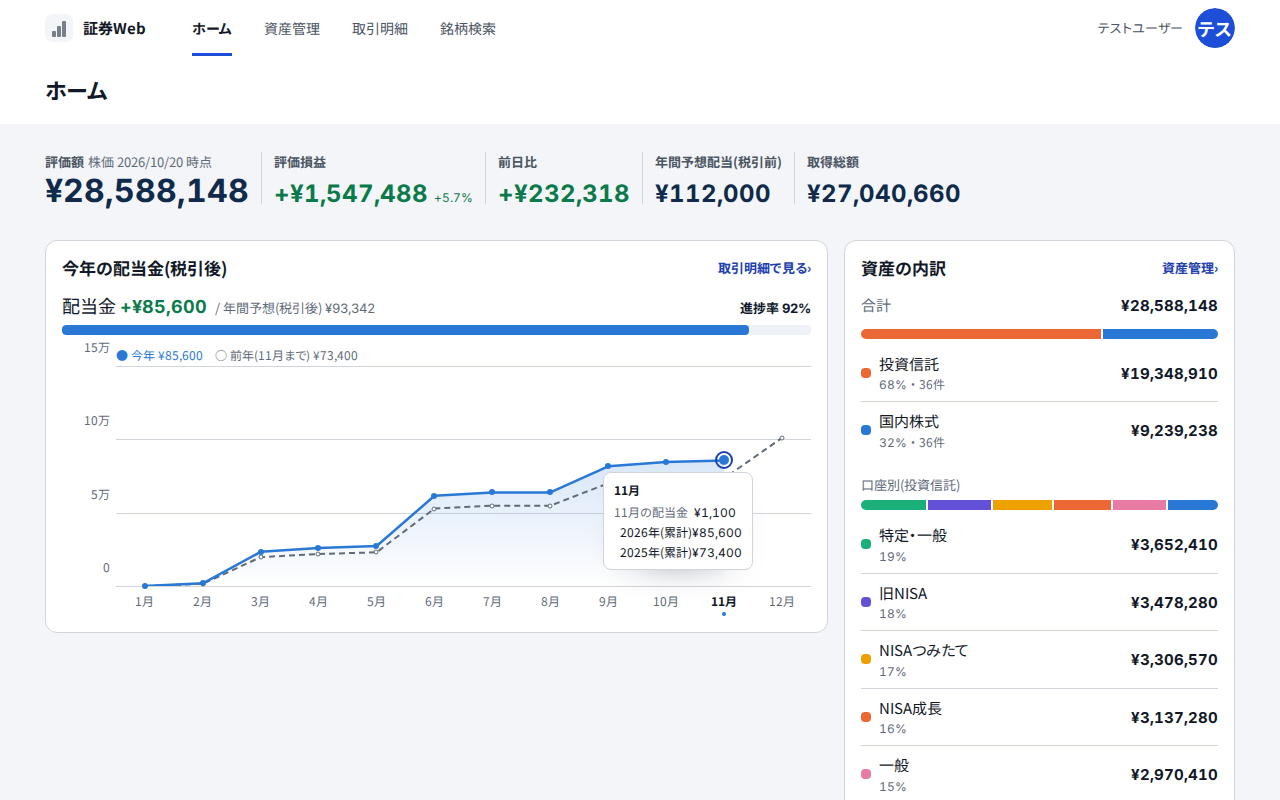 証券Web ホーム 資産管理 取引明細 銘柄検索 テストユーザー テス
ホーム
評価額 株価 2026/10/20 時点
¥28,588,148
評価損益
+¥1,547,488 +5.7%
前日比
+¥232,318
年間予想配当(税引前)
¥112,000
取得総額
¥27,040,660
今年の配当金(税引後) 取引明細で見る›
配当金 +¥85,600 / 年間予想(税引後) ¥93,342 進捗率 92%
今年 ¥85,600 前年(11月まで) ¥73,400
15万
10万
5万
0
11月
11月の配当金 ¥1,100
2026年(累計)¥85,600
2025年(累計)¥73,400
1月 2月 3月 4月 5月 6月 7月 8月 9月 10月 11月 12月
資産の内訳 資産管理›
合計 ¥28,588,148
投資信託 ¥19,348,910
68%・36件
国内株式 ¥9,239,238
32%・36件
口座別(投資信託)
特定・一般 ¥3,652,410
19%
旧NISA ¥3,478,280
18%
NISAつみたて ¥3,306,570
17%
NISA成長 ¥3,137,280
16%
一般 ¥2,970,410
15%